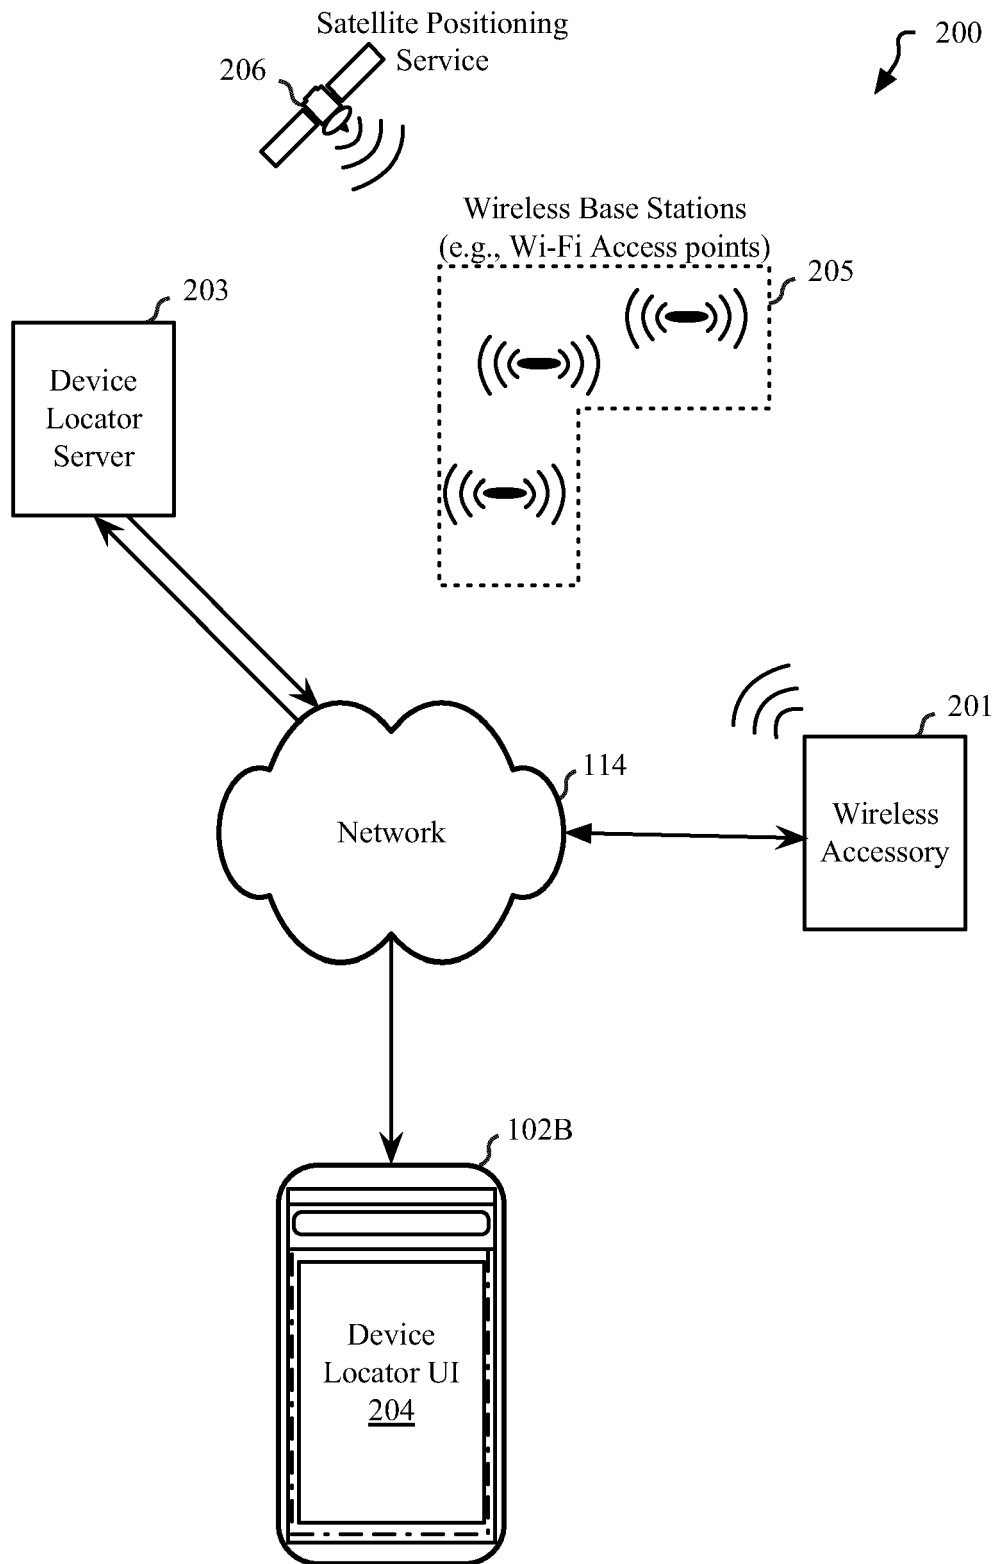 Satellite Positioning
Service
200
206
Wireless Base Stations
(e.g., Wi-Fi Access points)
205
203
Device
Locator
Server
201
114
Wireless
Accessory
Network
102B
Device
Locator UI
204